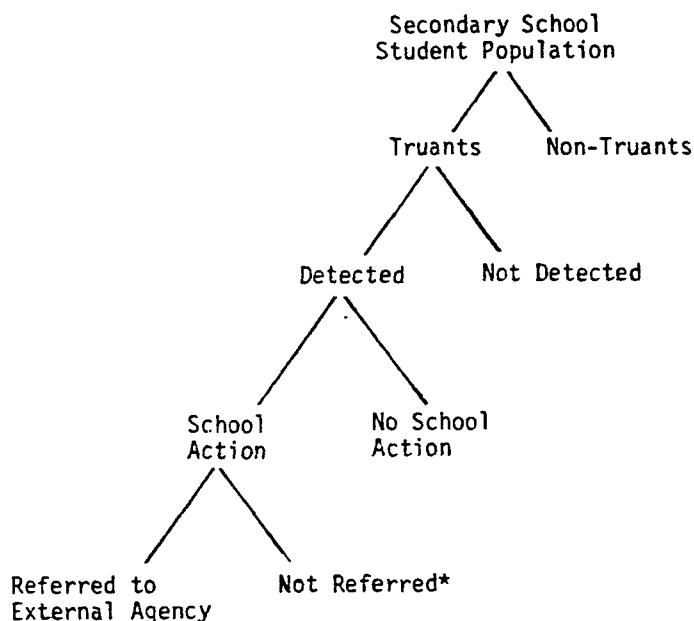 Secondary School
Student Population
Truants Non-Truants
Detected Not Detected
School No School
Action Action
Referred to Not Referred*
External Agency